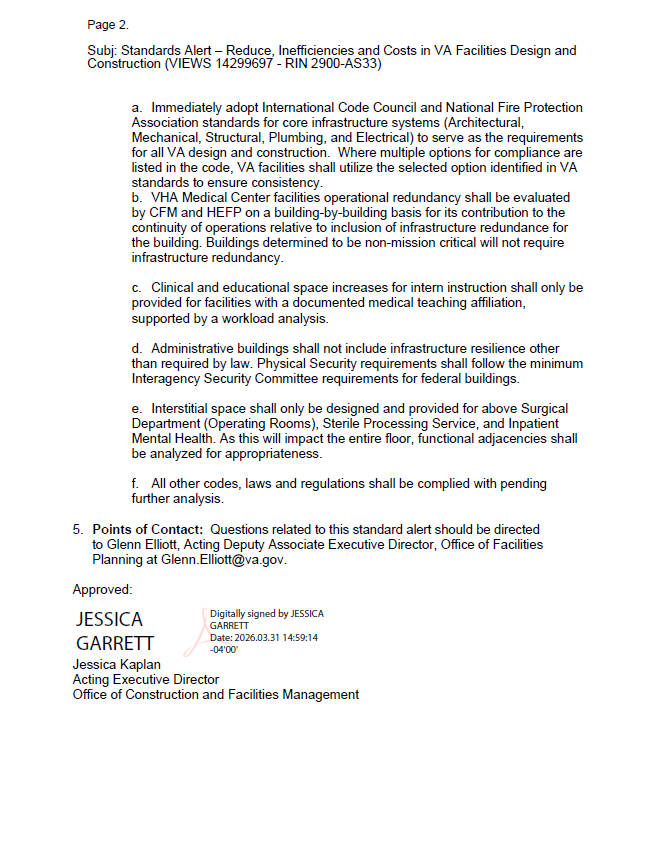 Page 2.
Subj: Standards Alert – Reduce, Inefficiencies and Costs in VA Facilities Design and
Construction (VIEWS 14299697 - RIN 2900-AS33)
a. Immediately adopt International Code Council and National Fire Protection
Association standards for core infrastructure systems (Architectural,
Mechanical, Structural, Plumbing, and Electrical) to serve as the requirements
for all VA design and construction. Where multiple options for compliance are
listed in the code, VA facilities shall utilize the selected option identified in VA
standards to ensure consistency.
b. VHA Medical Center facilities operational redundancy shall be evaluated
by CFM and HEFP on a building-by-building basis for its contribution to the
continuity of operations relative to inclusion of infrastructure redundance for
the building. Buildings determined to be non-mission critical will not require
infrastructure redundancy.
c. Clinical and educational space increases for intern instruction shall only be
provided for facilities with a documented medical teaching affiliation,
supported by a workload analysis.
d. Administrative buildings shall not include infrastructure resilience other
than required by law. Physical Security requirements shall follow the minimum
Interagency Security Committee requirements for federal buildings.
e. Interstitial space shall only be designed and provided for above Surgical
Department (Operating Rooms), Sterile Processing Service, and Inpatient
Mental Health. As this will impact the entire floor, functional adjacencies shall
be analyzed for appropriateness.
f. All other codes, laws and regulations shall be complied with pending
further analysis.
5. Points of Contact: Questions related to this standard alert should be directed
to Glenn Elliott, Acting Deputy Associate Executive Director, Office of Facilities
Planning at Glenn.Elliott@va.gov.
Approved:
JESSICA
GARRETT
Digitally signed by JESSICA
GARRETT
Date: 2026.03.31 14:59:14
-04'00'
Jessica Kaplan
Acting Executive Director
Office of Construction and Facilities Management